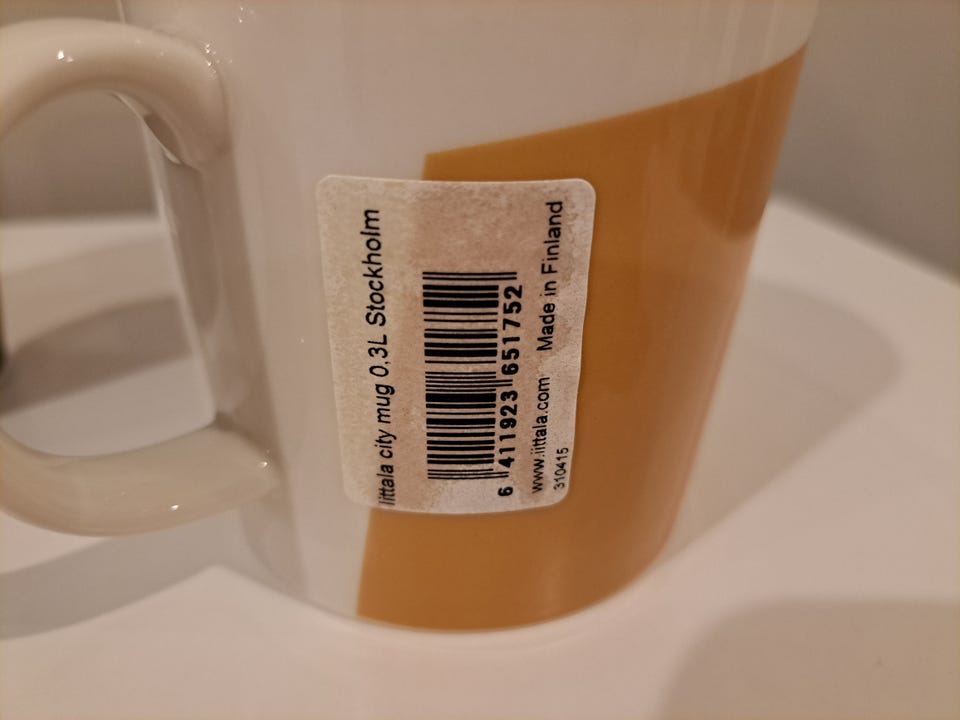 Iittala city mug 0,3L Stockholm
6 411923 651752
www.iittala.com Made in Finland
310415